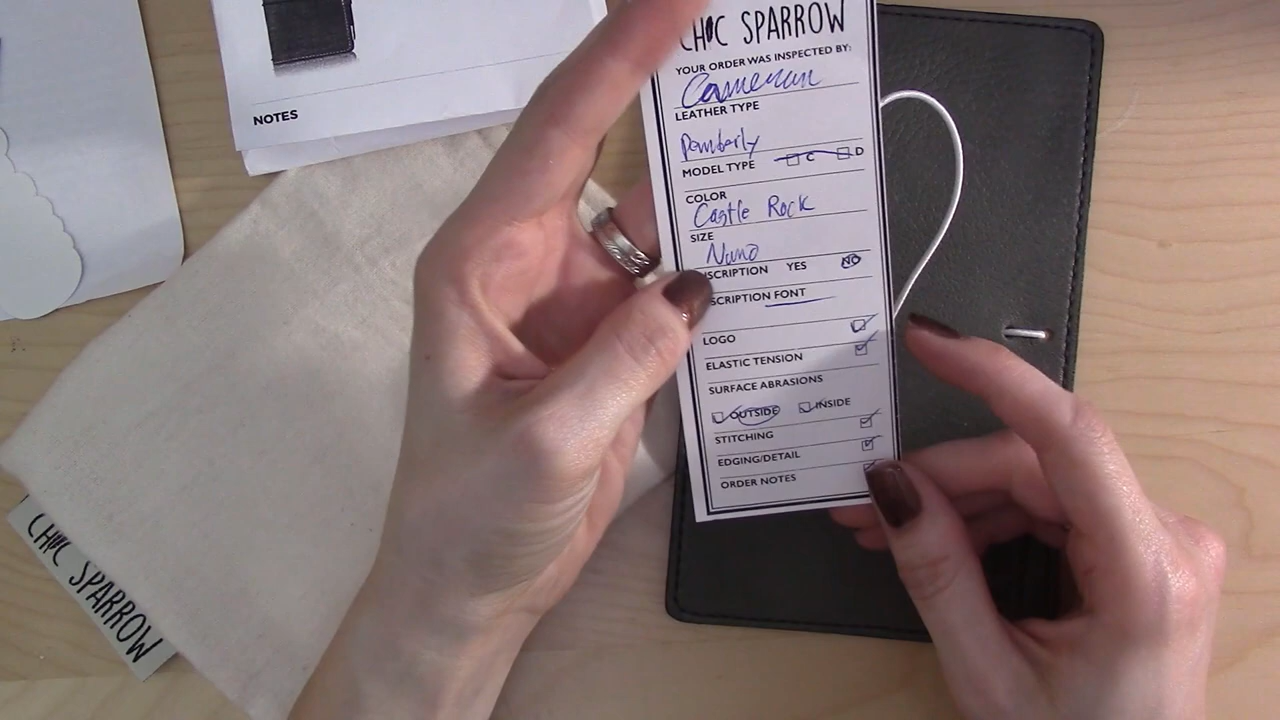 CHIC SPARROW
YOUR ORDER WAS INSPECTED BY:
Cameron
LEATHER TYPE
Pemberly
MODEL TYPE C D
COLOR
Castle Rock
SIZE
Nano
SCRIPTION YES NO
SCRIPTION FONT
LOGO
ELASTIC TENSION
SURFACE ABRASIONS
OUTSIDE INSIDE
STITCHING
EDGING/DETAIL
ORDER NOTES
NOTES
CHIC SPARROW